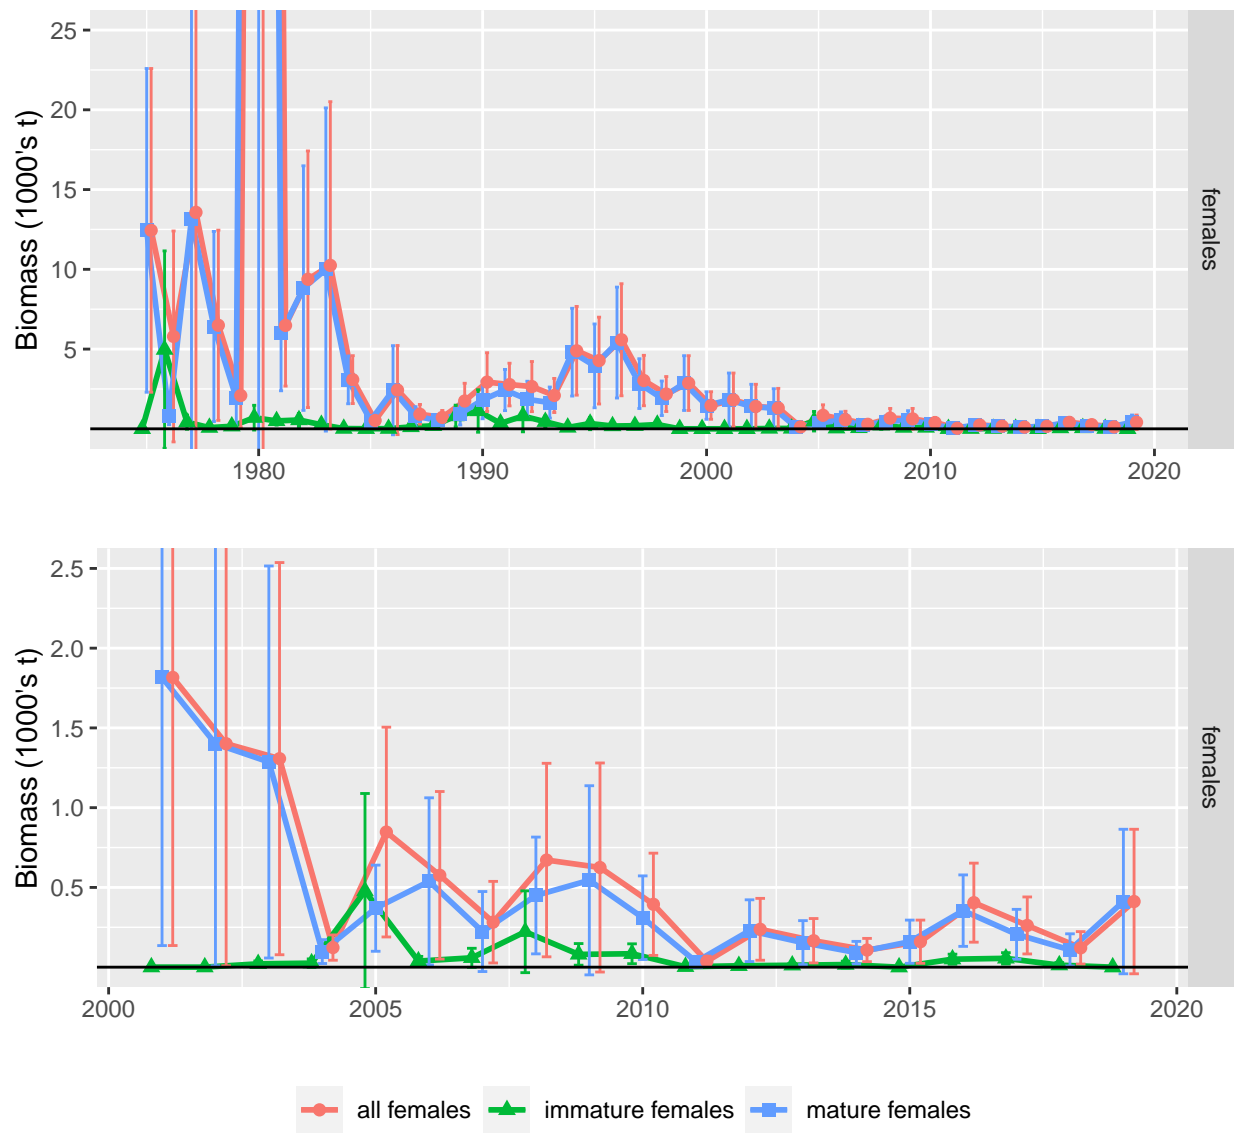 25
20
15
10
5
Biomass (1000's t)
females
1980 1990 2000 2010 2020
2.5
2.0
1.5
1.0
0.5
Biomass (1000's t)
females
2000 2005 2010 2015 2020
all females immature females mature females